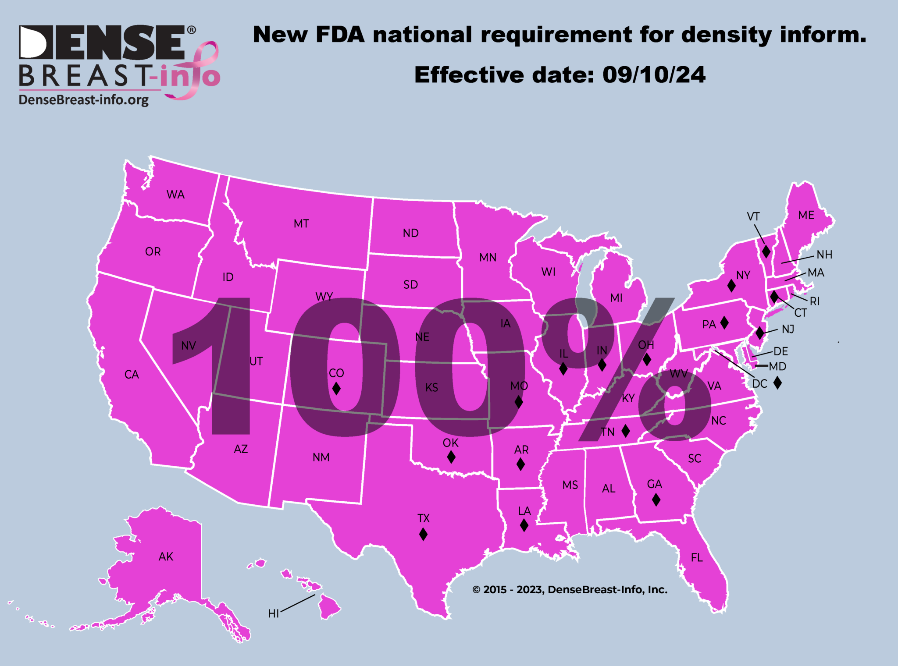 DENSE®
BREAST-info
DenseBreast-info.org
New FDA national requirement for density inform.
Effective date: 09/10/24
WA
MT
ND
MN
VT
ME
OR
ID
SD
WI
NY
NH
WY
MI
MA
RI
CT
NV
UT
NE
IA
PA
NJ
100%
IL
IN
OH
DE
CA
CO
KS
MO
WV
MD
KY
VA
DC
AZ
NM
OK
AR
TN
NC
SC
MS
AL
GA
TX
LA
AK
FL
HI
© 2015 - 2023, DenseBreast-Info, Inc.